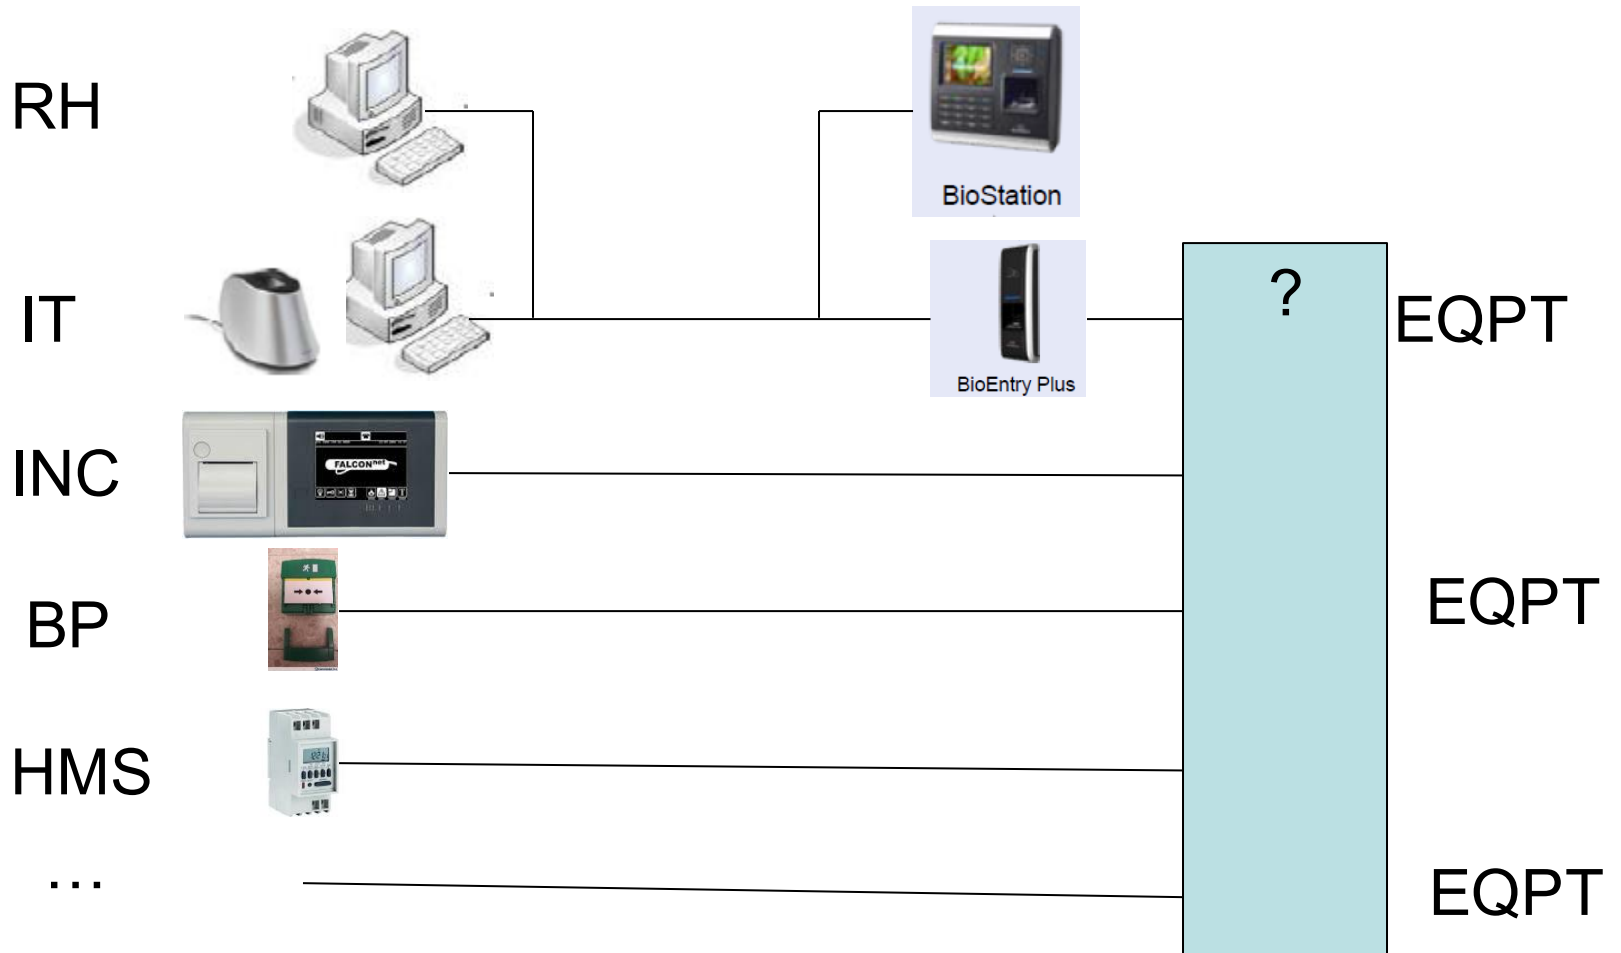 RH
BioStation
IT
?
EQPT
BioEntry Plus
INC
FALCONnet
BP
EQPT
HMS
...
EQPT